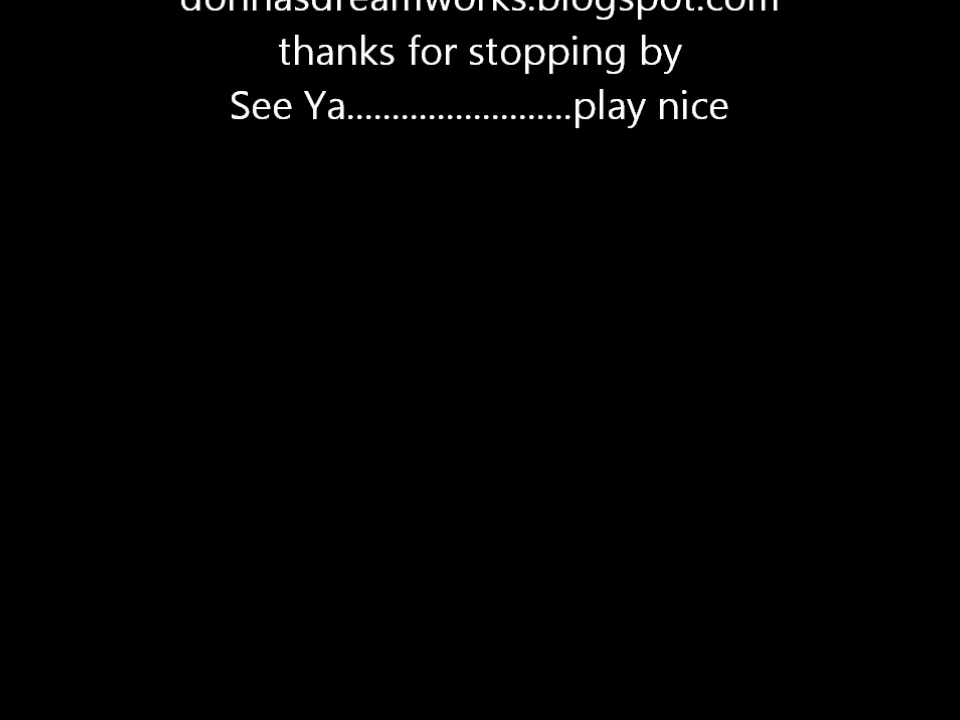 donnasdreamworks.blogspot.com
thanks for stopping by
See Ya.........................play nice